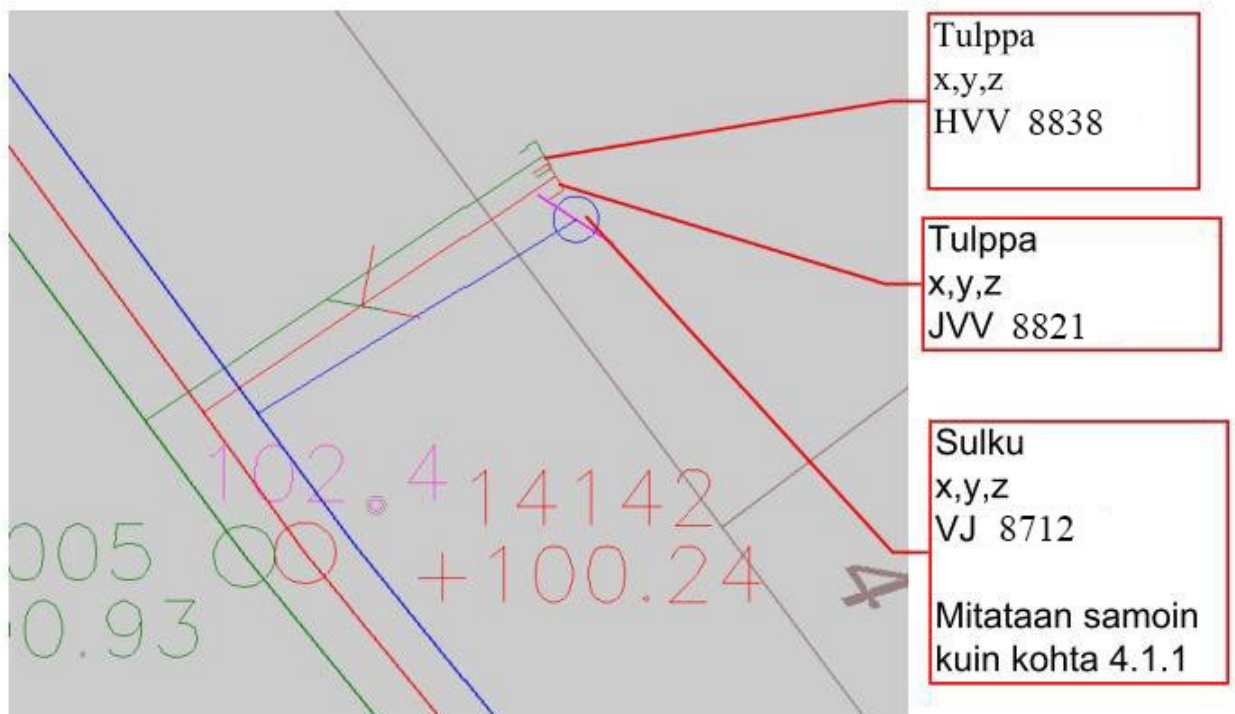 Tulppa
x,y,z
HVV 8838
Tulppa
x,y,z
JVV 8821
Sulku
x,y,z
VJ 8712
Mitataan samoin
kuin kohta 4.1.1
102.4
14142
+100.24
005
0.93
4